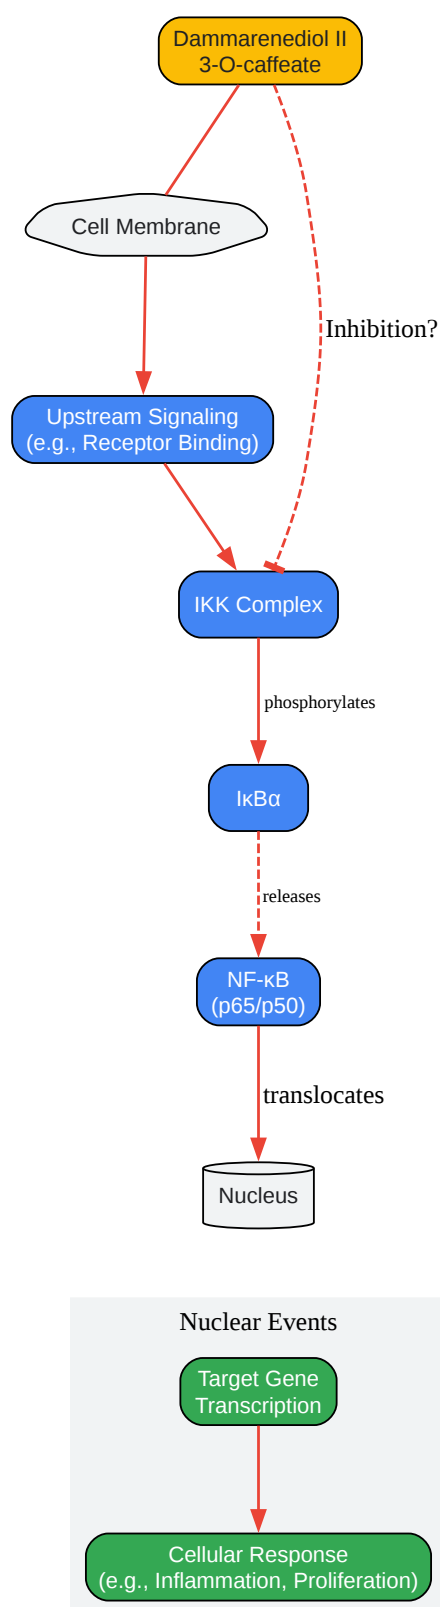 Dammarenediol II
3-O-caffeate
Cell Membrane
Inhibition?
Upstream Signaling
(e.g., Receptor Binding)
IKK Complex
phosphorylates
IκBα
releases
NF-κB
(p65/p50)
translocates
Nucleus
Nuclear Events
Target Gene
Transcription
Cellular Response
(e.g., Inflammation, Proliferation)